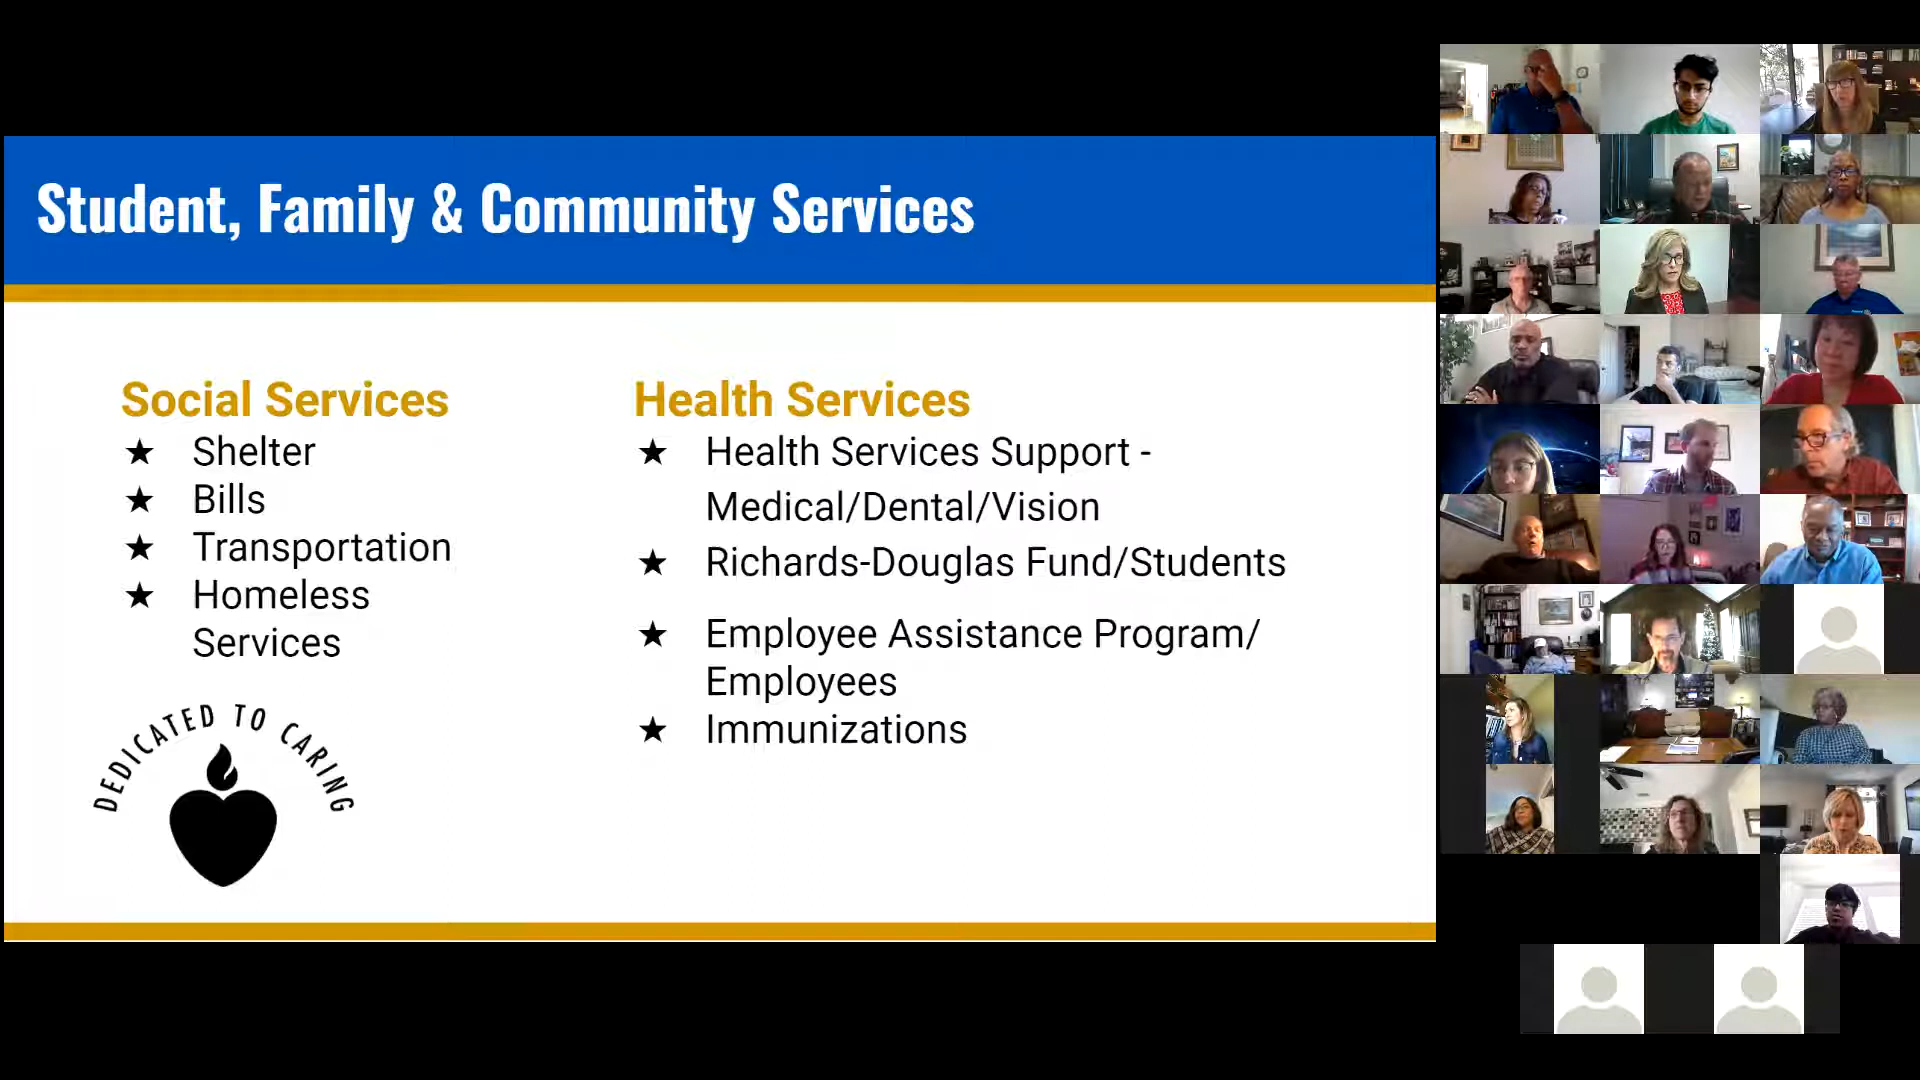 Student, Family & Community Services
Social Services
★ Shelter
★ Bills
★ Transportation
★ Homeless
Services
DEDICATED TO CARING
Health Services
★ Health Services Support -
Medical/Dental/Vision
★ Richards-Douglas Fund/Students
★ Employee Assistance Program/
Employees
★ Immunizations